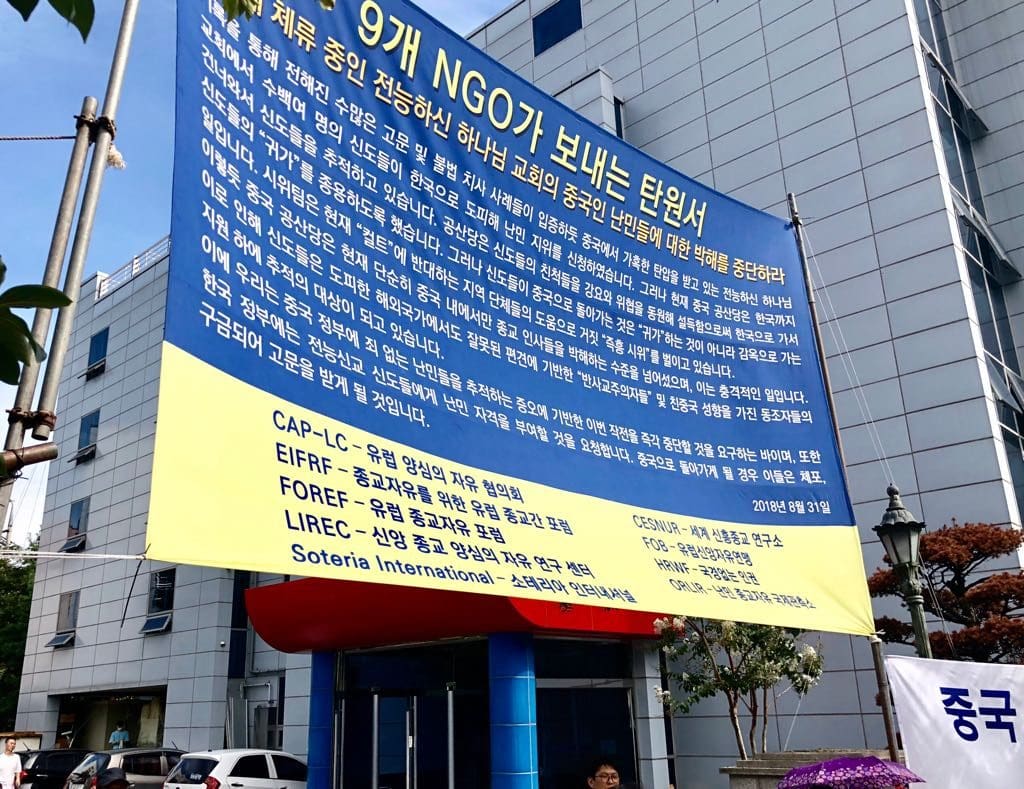 9개 NGO가 보내는 탄원서
체류 중인 전능하신 하나님 교회의 중국인 난민들에 대한 박해를 중단하라
기록을 통해 전해진 수많은 고문 및 불법 치사 사례들이 입증하듯 중국에서 가혹한 탄압을 받고 있는 전능하신 하나님
교회에서 수백여 명의 신도들이 한국으로 도피해 난민 지위를 신청하였습니다. 그러나 현재 중국 공산당은 한국까지
건너와서 신도들을 추적하고 있습니다. 공산당은 신도들의 친척들을 강요와 위협을 동원해 설득함으로써 한국으로 가서
신도들의 "귀가"를 종용하도록 했습니다. 그러나 신도들이 중국으로 돌아가는 것은 "귀가"하는 것이 아니라 감옥으로 가는
일입니다. 시위팀은 현재 "컬트"에 반대하는 지역 단체들의 도움으로 거짓 "즉흥 시위"를 벌이고 있습니다.
이렇듯 중국 공산당은 현재 단순히 중국 내에서만 종교 인사들을 박해하는 수준을 넘어섰으며, 이는 충격적인 일입니다.
이로 인해 신도들은 도피한 해외국가에서도 잘못된 편견에 기반한 "반사교주의자들" 및 친중국 성향을 가진 동조자들의
지원 하에 추적의 대상이 되고 있습니다.
이에 우리는 중국 정부에 죄 없는 난민들을 추적하는 증오에 기반한 이번 작전을 즉각 중단할 것을 요구하는 바이며, 또한
한국 정부에는 전능신교 신도들에게 난민 자격을 부여할 것을 요청합니다. 중국으로 돌아가게 될 경우 이들은 체포,
구금되어 고문을 받게 될 것입니다.
2018년 8월 31일
CAP-LC – 유럽 양심의 자유 협의회
EIFRF – 종교자유를 위한 유럽 종교간 포럼
FOREF – 유럽 종교자유 포럼
LIREC – 신앙 종교 양심의 자유 연구 센터
Soteria International – 소테리아 인터내셔널
CESNUR – 세계 신흥종교 연구소
FOB – 유럽신앙자유연맹
HRWF – 국경없는 인권
ORLIR – 난민 종교자유 국제관측소
중국